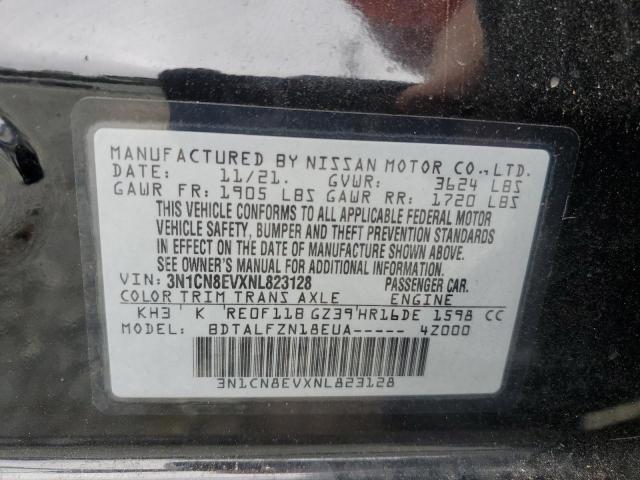 MANUFACTURED BY NISSAN MOTOR CO.,LTD.
DATE: 11/21. GVWR: 3624 LBS
GAWR FR: 1905 LBS GAWR RR: 1720 LBS
THIS VEHICLE CONFORMS TO ALL APPLICABLE FEDERAL MOTOR
VEHICLE SAFETY, BUMPER AND THEFT PREVENTION STANDARDS
IN EFFECT ON THE DATE OF MANUFACTURE SHOWN ABOVE.
SEE OWNER'S MANUAL FOR ADDITIONAL INFORMATION.
VIN: 3N1CN8EVXNL823128 PASSENGER CAR.
COLOR TRIM TRANS AXLE ENGINE
KH3 K RE0F11B GZ39 HR16DE 1598 CC
MODEL: BDTALFZN18EUA----- 4Z000
3N1CN8EVXNL823128